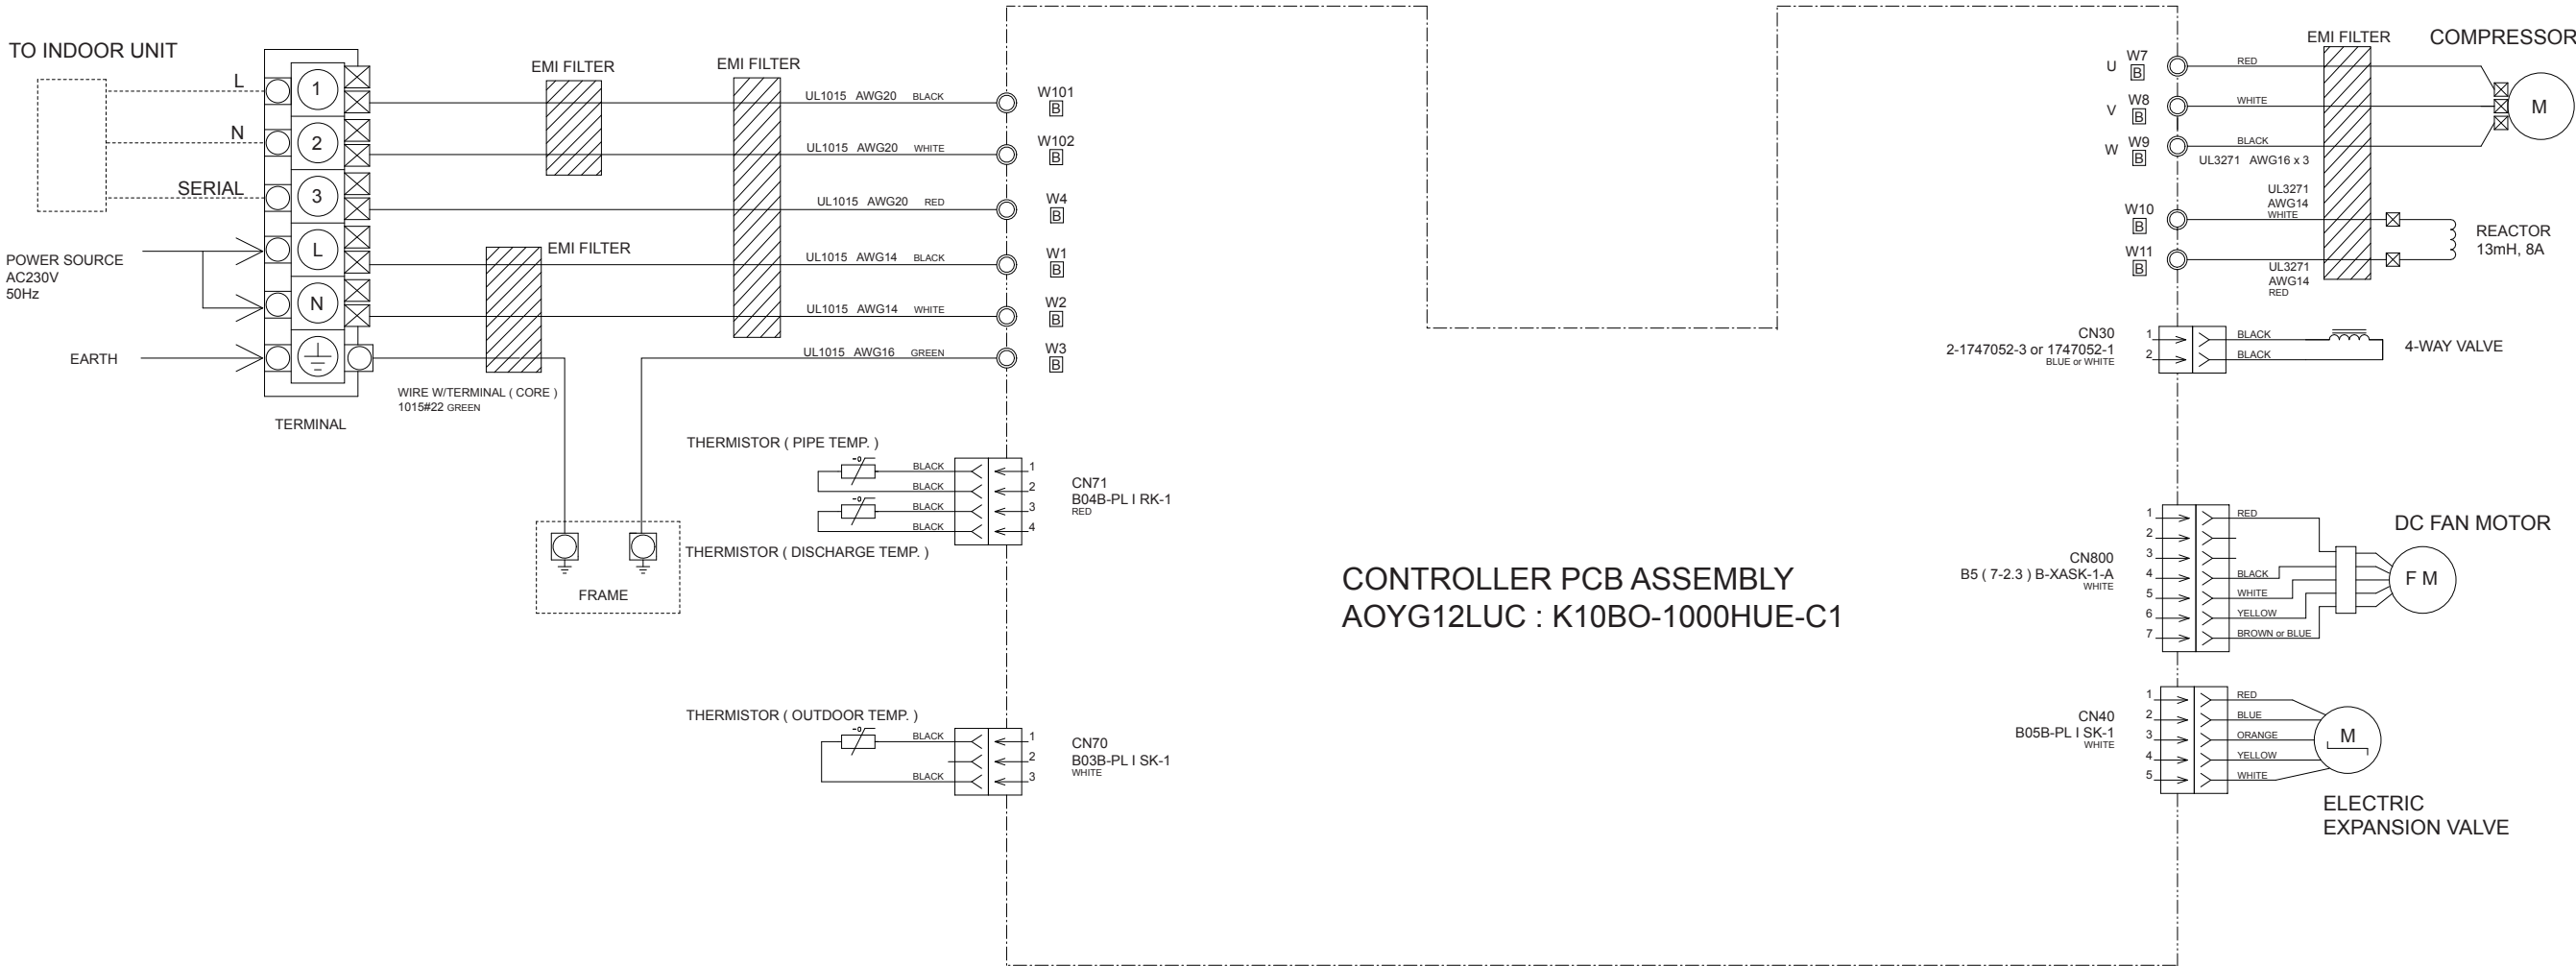 TO INDOOR UNIT
L
N
SERIAL
POWER SOURCE
AC230V
50Hz
EARTH
1
2
3
L
N
TERMINAL
EMI FILTER
EMI FILTER
EMI FILTER
WIRE W/TERMINAL ( CORE )
1015#22 GREEN
UL1015 AWG20 BLACK
UL1015 AWG20 WHITE
UL1015 AWG20 RED
UL1015 AWG14 BLACK
UL1015 AWG14 WHITE
UL1015 AWG16 GREEN
W101
B
W102
B
W4
B
W1
B
W2
B
W3
B
FRAME
THERMISTOR ( PIPE TEMP. )
-θ
BLACK
BLACK
-θ
BLACK
BLACK
THERMISTOR ( DISCHARGE TEMP. )
1
2
3
4
CN71
B04B-PL I RK-1
RED
THERMISTOR ( OUTDOOR TEMP. )
-θ
BLACK
BLACK
1
2
3
CN70
B03B-PL I SK-1
WHITE
CONTROLLER PCB ASSEMBLY
AOYG12LUC : K10BO-1000HUE-C1
EMI FILTER
COMPRESSOR
U W7
B
RED
V W8
B
WHITE
W W9
B
BLACK
UL3271 AWG16 x 3
M
W10
B
UL3271
AWG14
WHITE
W11
B
UL3271
AWG14
RED
REACTOR
13mH, 8A
CN30
2-1747052-3 or 1747052-1
BLUE or WHITE
1
2
BLACK
BLACK
4-WAY VALVE
CN800
B5 ( 7-2.3 ) B-XASK-1-A
WHITE
1
2
3
4
5
6
7
RED
BLACK
WHITE
YELLOW
BROWN or BLUE
DC FAN MOTOR
F M
CN40
B05B-PL I SK-1
WHITE
1
2
3
4
5
RED
BLUE
ORANGE
YELLOW
WHITE
M
ELECTRIC
EXPANSION VALVE